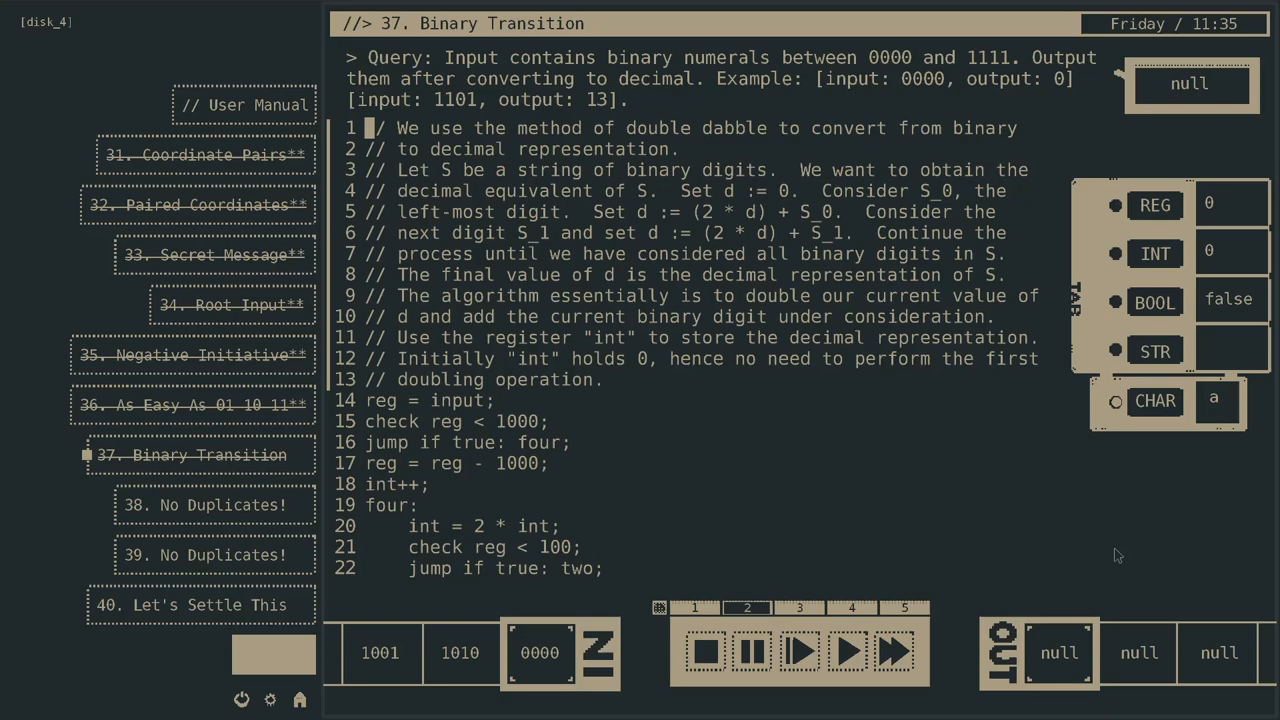 [disk_4]
// User Manual
31. Coordinate Pairs**
32. Paired Coordinates**
33. Secret Message**
34. Root Input**
35. Negative Initiative**
36. As Easy As 01 10 11**
37. Binary Transition
38. No Duplicates!
39. No Duplicates!
40. Let's Settle This
//> 37. Binary Transition
Friday / 11:35
> Query: Input contains binary numerals between 0000 and 1111. Output
them after converting to decimal. Example: [input: 0000, output: 0]
[input: 1101, output: 13].
null
1 // We use the method of double dabble to convert from binary
2 // to decimal representation.
3 // Let S be a string of binary digits.  We want to obtain the
4 // decimal equivalent of S.  Set d := 0.  Consider S_0, the
5 // left-most digit.  Set d := (2 * d) + S_0.  Consider the
6 // next digit S_1 and set d := (2 * d) + S_1.  Continue the
7 // process until we have considered all binary digits in S.
8 // The final value of d is the decimal representation of S.
9 // The algorithm essentially is to double our current value of
10 // d and add the current binary digit under consideration.
11 // Use the register "int" to store the decimal representation.
12 // Initially "int" holds 0, hence no need to perform the first
13 // doubling operation.
14 reg = input;
15 check reg < 1000;
16 jump if true: four;
17 reg = reg - 1000;
18 int++;
19 four:
20     int = 2 * int;
21     check reg < 100;
22     jump if true: two;
REG 0
INT 0
BOOL false
STR
CHAR a
1 2 3 4 5
1001 1010 0000 IN
OUT null null null